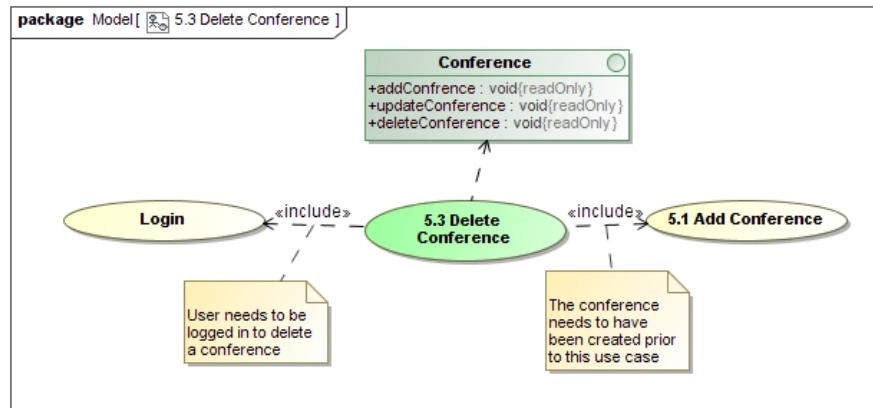 package Model[ 5.3 Delete Conference ]
Conference
+addConfrence : void{readOnly}
+updateConference : void{readOnly}
+deleteConference : void{readOnly}
Login
«include»
5.3 Delete
Conference
«include»
5.1 Add Conference
User needs to be
logged in to delete
a conference
The conference
needs to have
been created prior
to this use case